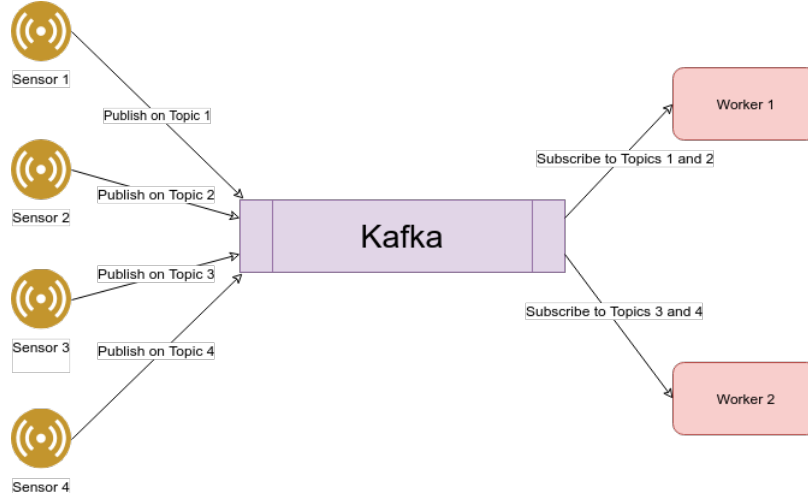 Sensor 1
Publish on Topic 1
Worker 1
Subscribe to Topics 1 and 2
Publish on Topic 2
Sensor 2
Kafka
Publish on Topic 3
Subscribe to Topics 3 and 4
Sensor 3
Publish on Topic 4
Worker 2
Sensor 4